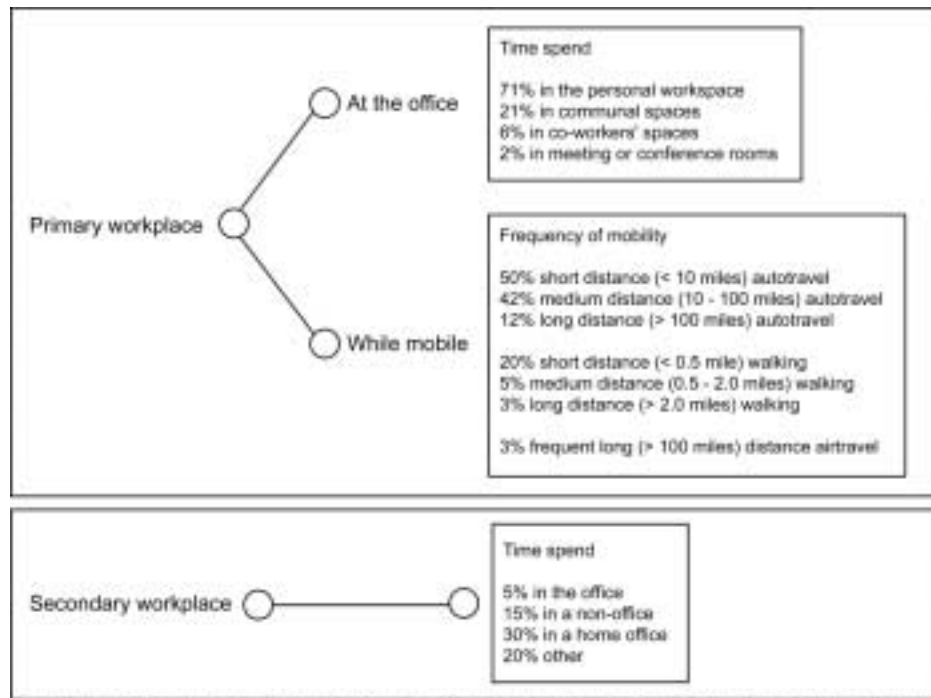 Time spend
71% in the personal workspace
At the office
21% in communal spaces
6% in co-workers' spaces
2% in meeting or conference rooms
Primary workplace
Frequency of mobility
50% short distance (< 10 miles) autotravel
42% medium distance (10 - 100 miles) autotravel
12% long distance (> 100 miles) autotravel
While mobile
20% short distance (< 0.5 mile) walking
5% medium distance (0.5 - 2.0 miles) walking
3% long distance (> 2.0 miles) walking
3% frequent long (> 100 miles) distance airtravel
Time spend
Secondary workplace
5% in the office
15% in a non-office
30% in a home office
20% other